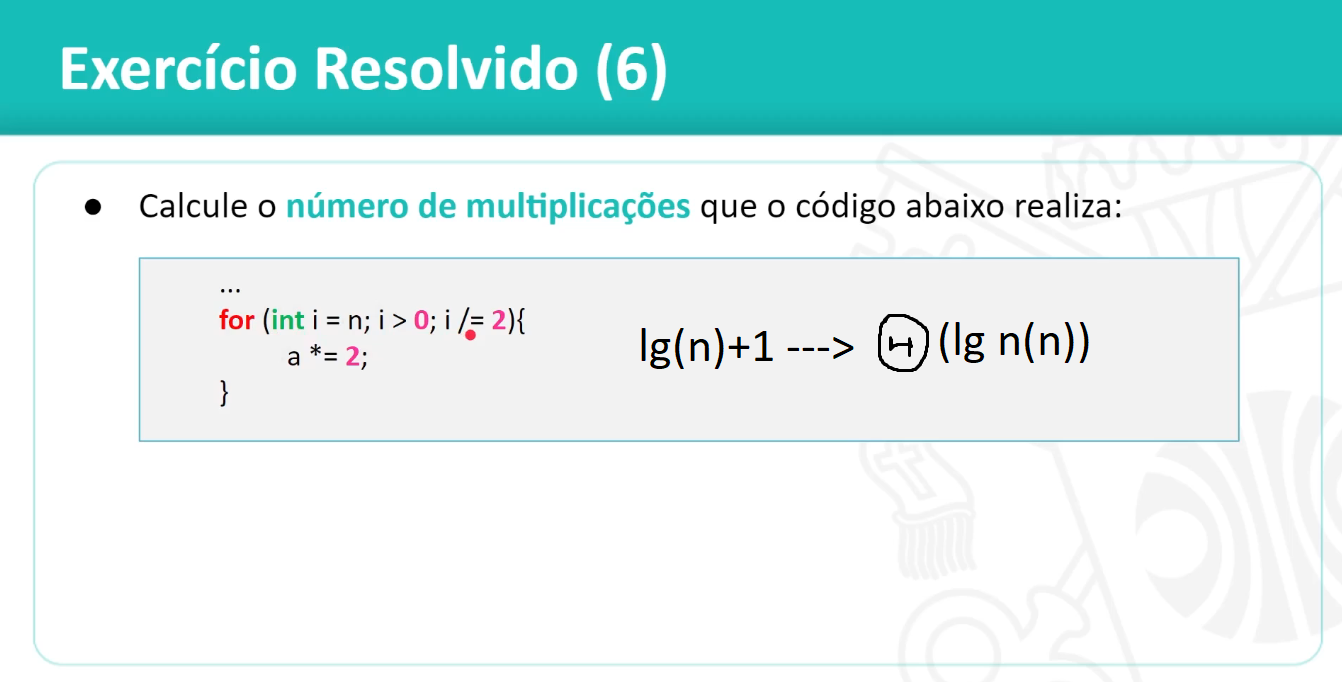 Exercício Resolvido (6)
● Calcule o número de multiplicações que o código abaixo realiza:
...
for (int i = n; i > 0; i /= 2){
a *= 2;
}
lg(n)+1 ---> Θ (lg n(n))